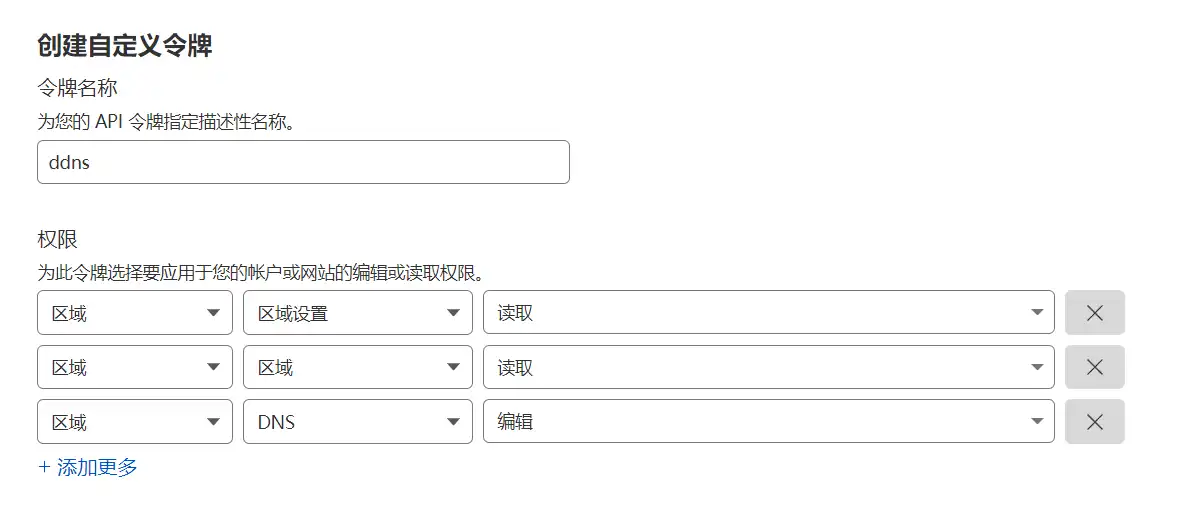 创建自定义令牌
令牌名称
为您的 API 令牌指定描述性名称。
ddns
权限
为此令牌选择要应用于您的帐户或网站的编辑或读取权限。
区域 区域设置 读取
区域 区域 读取
区域 DNS 编辑
+ 添加更多